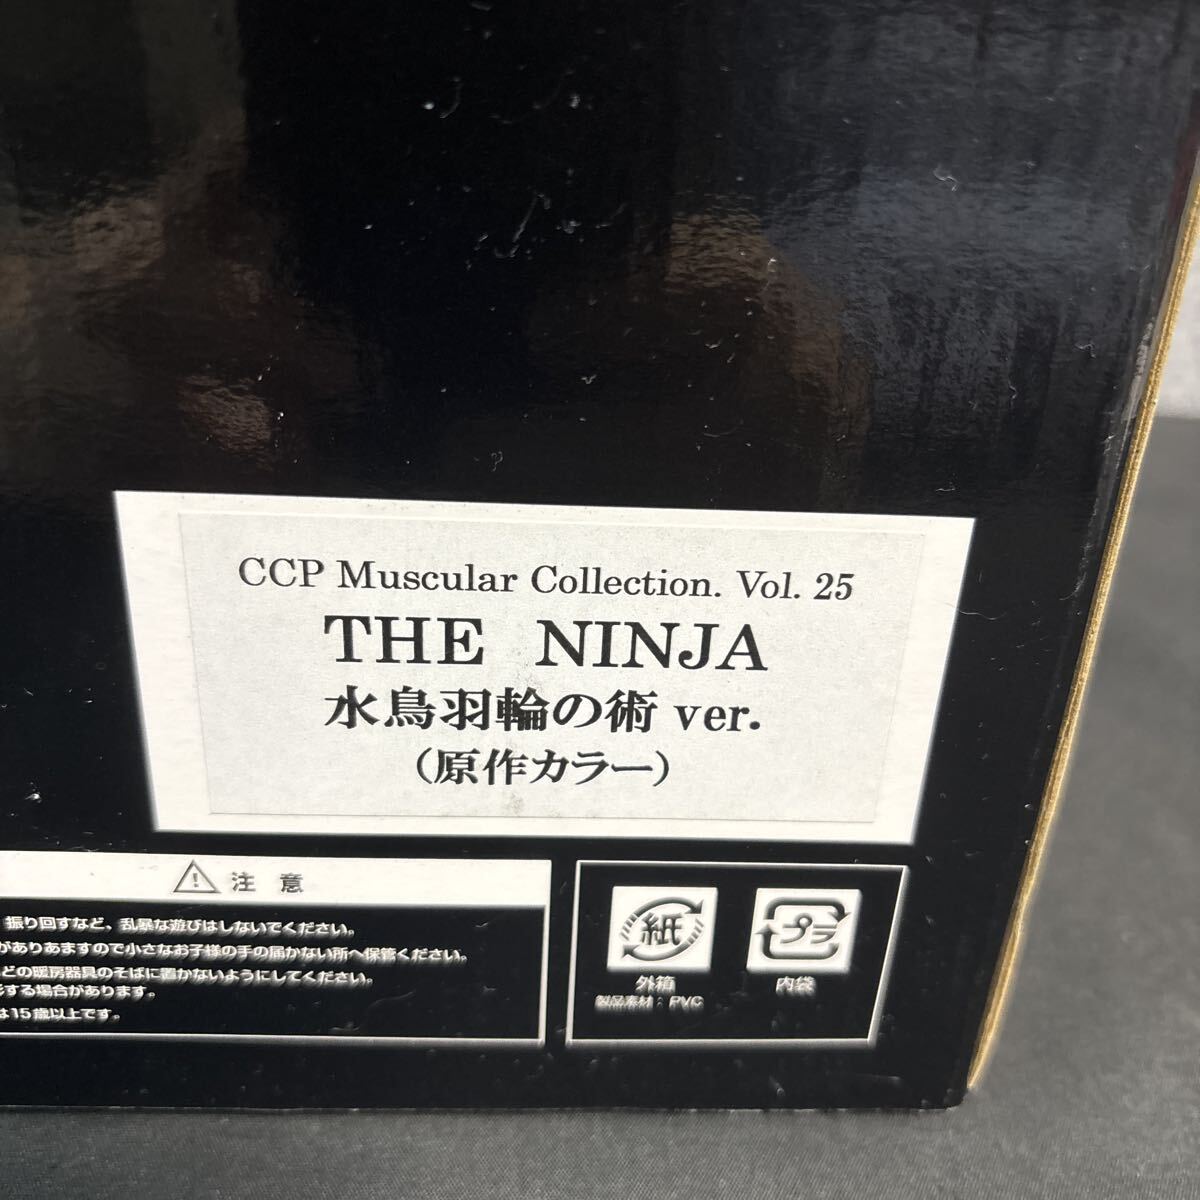 CCP Muscular Collection. Vol. 25
THE NINJA
水鳥羽輪の術 ver.
（原作カラー）
注 意
振り回すなど、乱暴な遊びはしないでください。
がありあますので小さなお子様の手の届かない所へ保管ください。
どの暖房器具のそばに置かないようにしてください。
形する場合があります。
は15歳以上です。
紙
外箱
製品素材：PVC
プラ
内袋